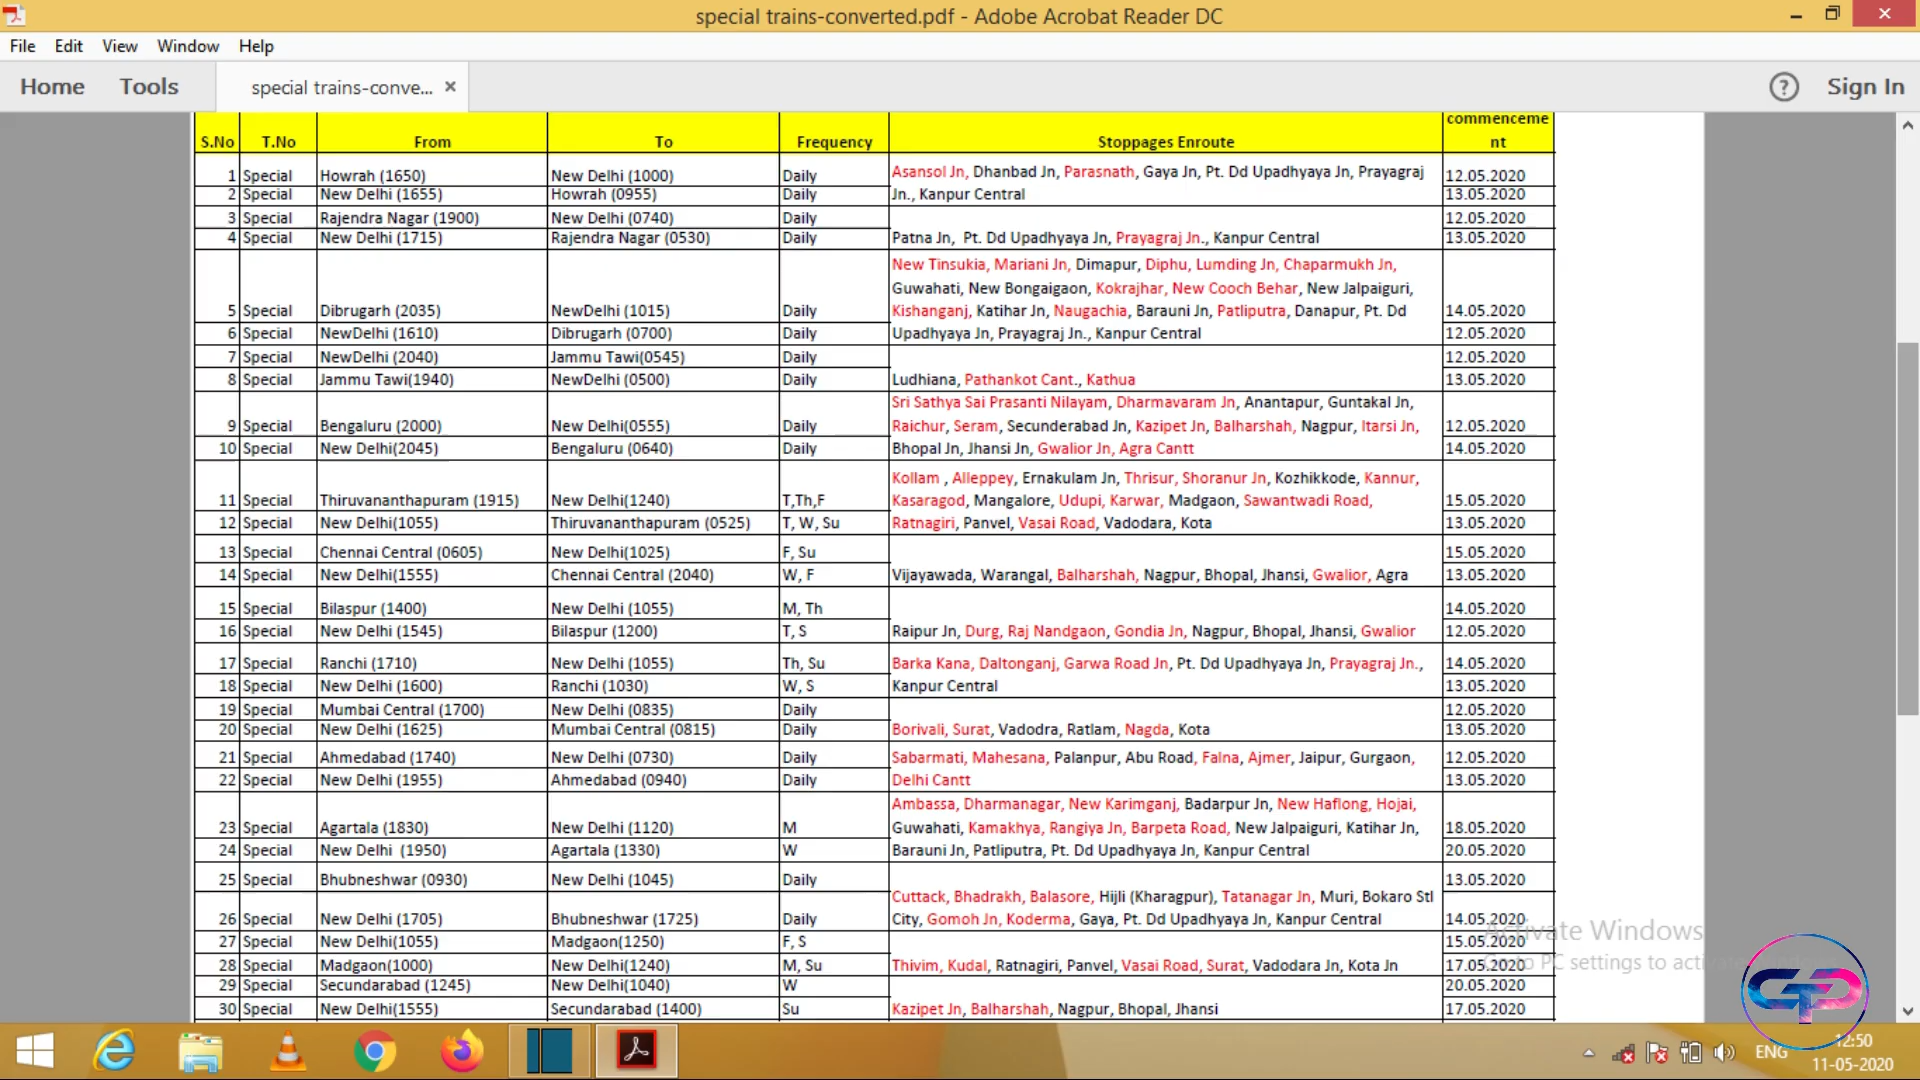 special trains-converted.pdf - Adobe Acrobat Reader DC
File Edit View Window Help
Home Tools special trains-conve... × ? Sign In
commenceme
S.No T.No From To Frequency Stoppages Enroute nt
1 Special Howrah (1650) New Delhi (1000) Daily Asansol Jn, Dhanbad Jn, Parasnath, Gaya Jn, Pt. Dd Upadhyaya Jn, Prayagraj 12.05.2020
2 Special New Delhi (1655) Howrah (0955) Daily Jn., Kanpur Central 13.05.2020
3 Special Rajendra Nagar (1900) New Delhi (0740) Daily 12.05.2020
4 Special New Delhi (1715) Rajendra Nagar (0530) Daily Patna Jn, Pt. Dd Upadhyaya Jn, Prayagraj Jn., Kanpur Central 13.05.2020
New Tinsukia, Mariani Jn, Dimapur, Diphu, Lumding Jn, Chaparmukh Jn,
Guwahati, New Bongaigaon, Kokrajhar, New Cooch Behar, New Jalpaiguri,
5 Special Dibrugarh (2035) NewDelhi (1015) Daily Kishanganj, Katihar Jn, Naugachia, Barauni Jn, Patliputra, Danapur, Pt. Dd 14.05.2020
6 Special NewDelhi (1610) Dibrugarh (0700) Daily Upadhyaya Jn, Prayagraj Jn., Kanpur Central 12.05.2020
7 Special NewDelhi (2040) Jammu Tawi(0545) Daily 12.05.2020
8 Special Jammu Tawi(1940) NewDelhi (0500) Daily Ludhiana, Pathankot Cant., Kathua 13.05.2020
Sri Sathya Sai Prasanti Nilayam, Dharmavaram Jn, Anantapur, Guntakal Jn,
9 Special Bengaluru (2000) New Delhi(0555) Daily Raichur, Seram, Secunderabad Jn, Kazipet Jn, Balharshah, Nagpur, Itarsi Jn, 12.05.2020
10 Special New Delhi(2045) Bengaluru (0640) Daily Bhopal Jn, Jhansi Jn, Gwalior Jn, Agra Cantt 14.05.2020
Kollam , Alleppey, Ernakulam Jn, Thrisur, Shoranur Jn, Kozhikkode, Kannur,
11 Special Thiruvananthapuram (1915) New Delhi(1240) T,Th,F Kasaragod, Mangalore, Udupi, Karwar, Madgaon, Sawantwadi Road, 15.05.2020
12 Special New Delhi(1055) Thiruvananthapuram (0525) T, W, Su Ratnagiri, Panvel, Vasai Road, Vadodara, Kota 13.05.2020
13 Special Chennai Central (0605) New Delhi(1025) F, Su 15.05.2020
14 Special New Delhi(1555) Chennai Central (2040) W, F Vijayawada, Warangal, Balharshah, Nagpur, Bhopal, Jhansi, Gwalior, Agra 13.05.2020
15 Special Bilaspur (1400) New Delhi (1055) M, Th 14.05.2020
16 Special New Delhi (1545) Bilaspur (1200) T, S Raipur Jn, Durg, Raj Nandgaon, Gondia Jn, Nagpur, Bhopal, Jhansi, Gwalior 12.05.2020
17 Special Ranchi (1710) New Delhi (1055) Th, Su Barka Kana, Daltonganj, Garwa Road Jn, Pt. Dd Upadhyaya Jn, Prayagraj Jn., 14.05.2020
18 Special New Delhi (1600) Ranchi (1030) W, S Kanpur Central 13.05.2020
19 Special Mumbai Central (1700) New Delhi (0835) Daily 12.05.2020
20 Special New Delhi (1625) Mumbai Central (0815) Daily Borivali, Surat, Vadodra, Ratlam, Nagda, Kota 13.05.2020
21 Special Ahmedabad (1740) New Delhi (0730) Daily Sabarmati, Mahesana, Palanpur, Abu Road, Falna, Ajmer, Jaipur, Gurgaon, 12.05.2020
22 Special New Delhi (1955) Ahmedabad (0940) Daily Delhi Cantt 13.05.2020
Ambassa, Dharmanagar, New Karimganj, Badarpur Jn, New Haflong, Hojai,
23 Special Agartala (1830) New Delhi (1120) M Guwahati, Kamakhya, Rangiya Jn, Barpeta Road, New Jalpaiguri, Katihar Jn, 18.05.2020
24 Special New Delhi (1950) Agartala (1330) W Barauni Jn, Patliputra, Pt. Dd Upadhyaya Jn, Kanpur Central 20.05.2020
25 Special Bhubneshwar (0930) New Delhi (1045) Daily 13.05.2020
Cuttack, Bhadrakh, Balasore, Hijli (Kharagpur), Tatanagar Jn, Muri, Bokaro Stl
26 Special New Delhi (1705) Bhubneshwar (1725) Daily City, Gomoh Jn, Koderma, Gaya, Pt. Dd Upadhyaya Jn, Kanpur Central 14.05.2020
Activate Windows
27 Special New Delhi(1055) Madgaon(1250) F, S 15.05.2020
28 Special Madgaon(1000) New Delhi(1240) M, Su Thivim, Kudal, Ratnagiri, Panvel, Vasai Road, Surat, Vadodara Jn, Kota Jn 17.05.2020
Go to PC settings to
29 Special Secundarabad (1245) New Delhi(1040) W 20.05.2020
30 Special New Delhi(1555) Secundarabad (1400) Su Kazipet Jn, Balharshah, Nagpur, Bhopal, Jhansi 17.05.2020
ENG 12:50
11-05-2020